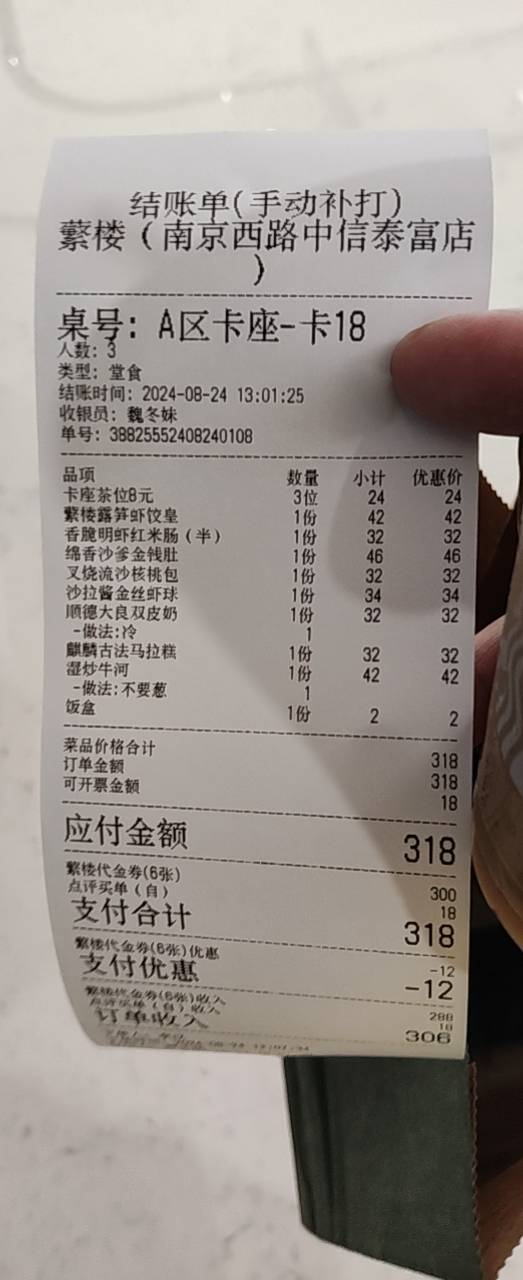 结账单(手动补打)
蘩楼（南京西路中信泰富店
）
桌号: A区卡座-卡18
人数: 3
类型: 堂食
结账时间: 2024-08-24 13:01:25
收银员: 魏冬妹
单号: 38825552408240108
品项 数量 小计 优惠价
卡座茶位8元 3位 24 24
蘩楼露笋虾饺皇 1份 42 42
香脆明虾红米肠（半） 1份 32 32
绵香沙爹金钱肚 1份 46 46
叉烧流沙核桃包 1份 32 32
沙拉酱金丝虾球 1份 34 34
顺德大良双皮奶 1份 32 32
-做法:冷 1
麒麟古法马拉糕 1份 32 32
湿炒牛河 1份 42 42
-做法:不要葱 1
饭盒 1份 2 2
菜品价格合计 318
订单金额 318
可开票金额 18
应付金额 318
蘩楼代金券(6张) 300
点评买单（自） 18
支付合计 318
蘩楼代金券(6张)优惠 -12
支付优惠 -12
蘩楼代金券(6张)收入 288
点评买单（自）收入 18
订单收入 306